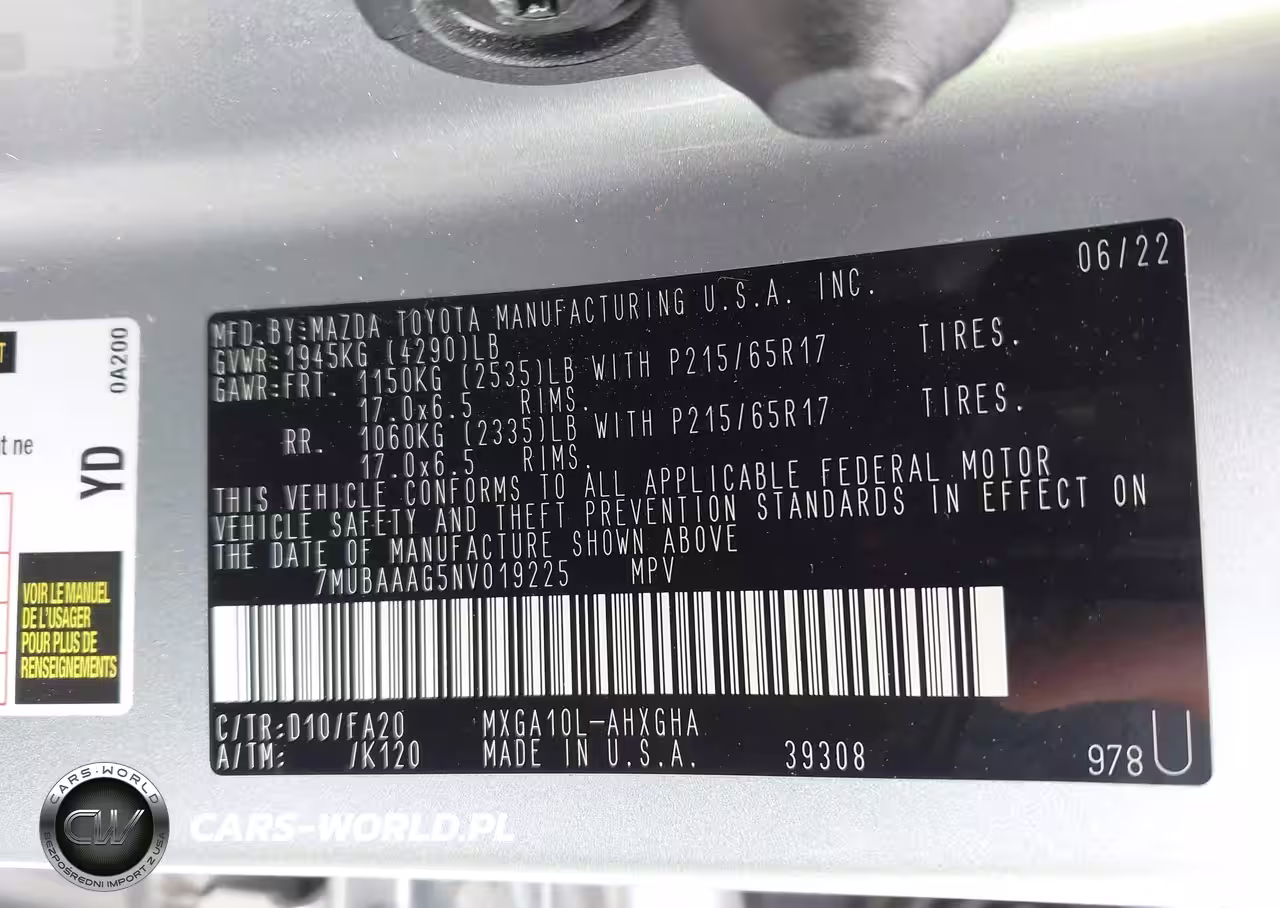 06/22
MFD.BY:MAZDA TOYOTA MANUFACTURING U.S.A. INC.
GVWR:1945KG (4290)LB
GAWR:FRT. 1150KG (2535)LB WITH P215/65R17 TIRES.
17.0x6.5 RIMS.
RR. 1060KG (2335)LB WITH P215/65R17 TIRES.
17.0x6.5 RIMS.
THIS VEHICLE CONFORMS TO ALL APPLICABLE FEDERAL MOTOR
VEHICLE SAFETY AND THEFT PREVENTION STANDARDS IN EFFECT ON
THE DATE OF MANUFACTURE SHOWN ABOVE
7MUBAAAG5NV019225 MPV
C/TR:D10/FA20 MXGA10L-AHXGHA
A/TM: /K120 MADE IN U.S.A. 39308
978 U
0A200
YD
T
t ne
VOIR LE MANUEL
DE L'USAGER
POUR PLUS DE
RENSEIGNEMENTS
CARS-WORLD
CW
BEZPOŚREDNI IMPORT Z USA
CARS-WORLD.PL